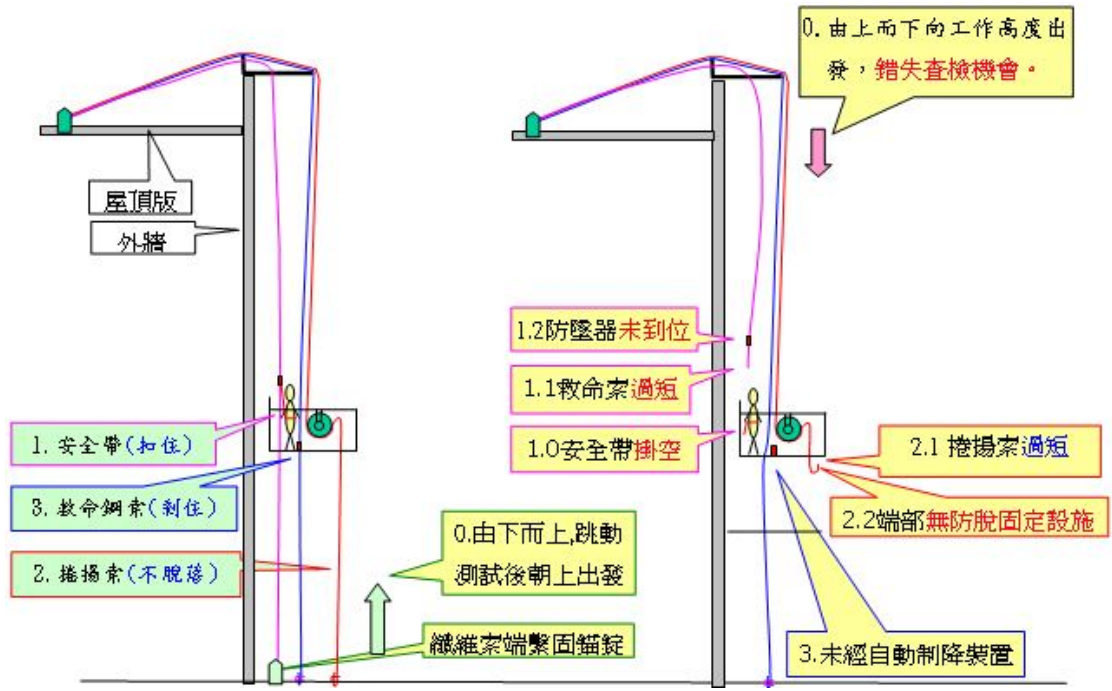 0. 由上而下向工作高度出
發，錯失查檢機會。
屋頂版
外牆
1. 安全帶(扣住)
3. 救命鋼索(剎住)
2. 捲揚索(不脫落)
0.由下而上,跳動
測試後朝上出發
纖維索端繫固錨錠
1.2防墜器未到位
1.1救命索過短
1.0安全帶掛空
2.1 捲揚索過短
2.2端部無防脫固定設施
3.未經自動制降裝置